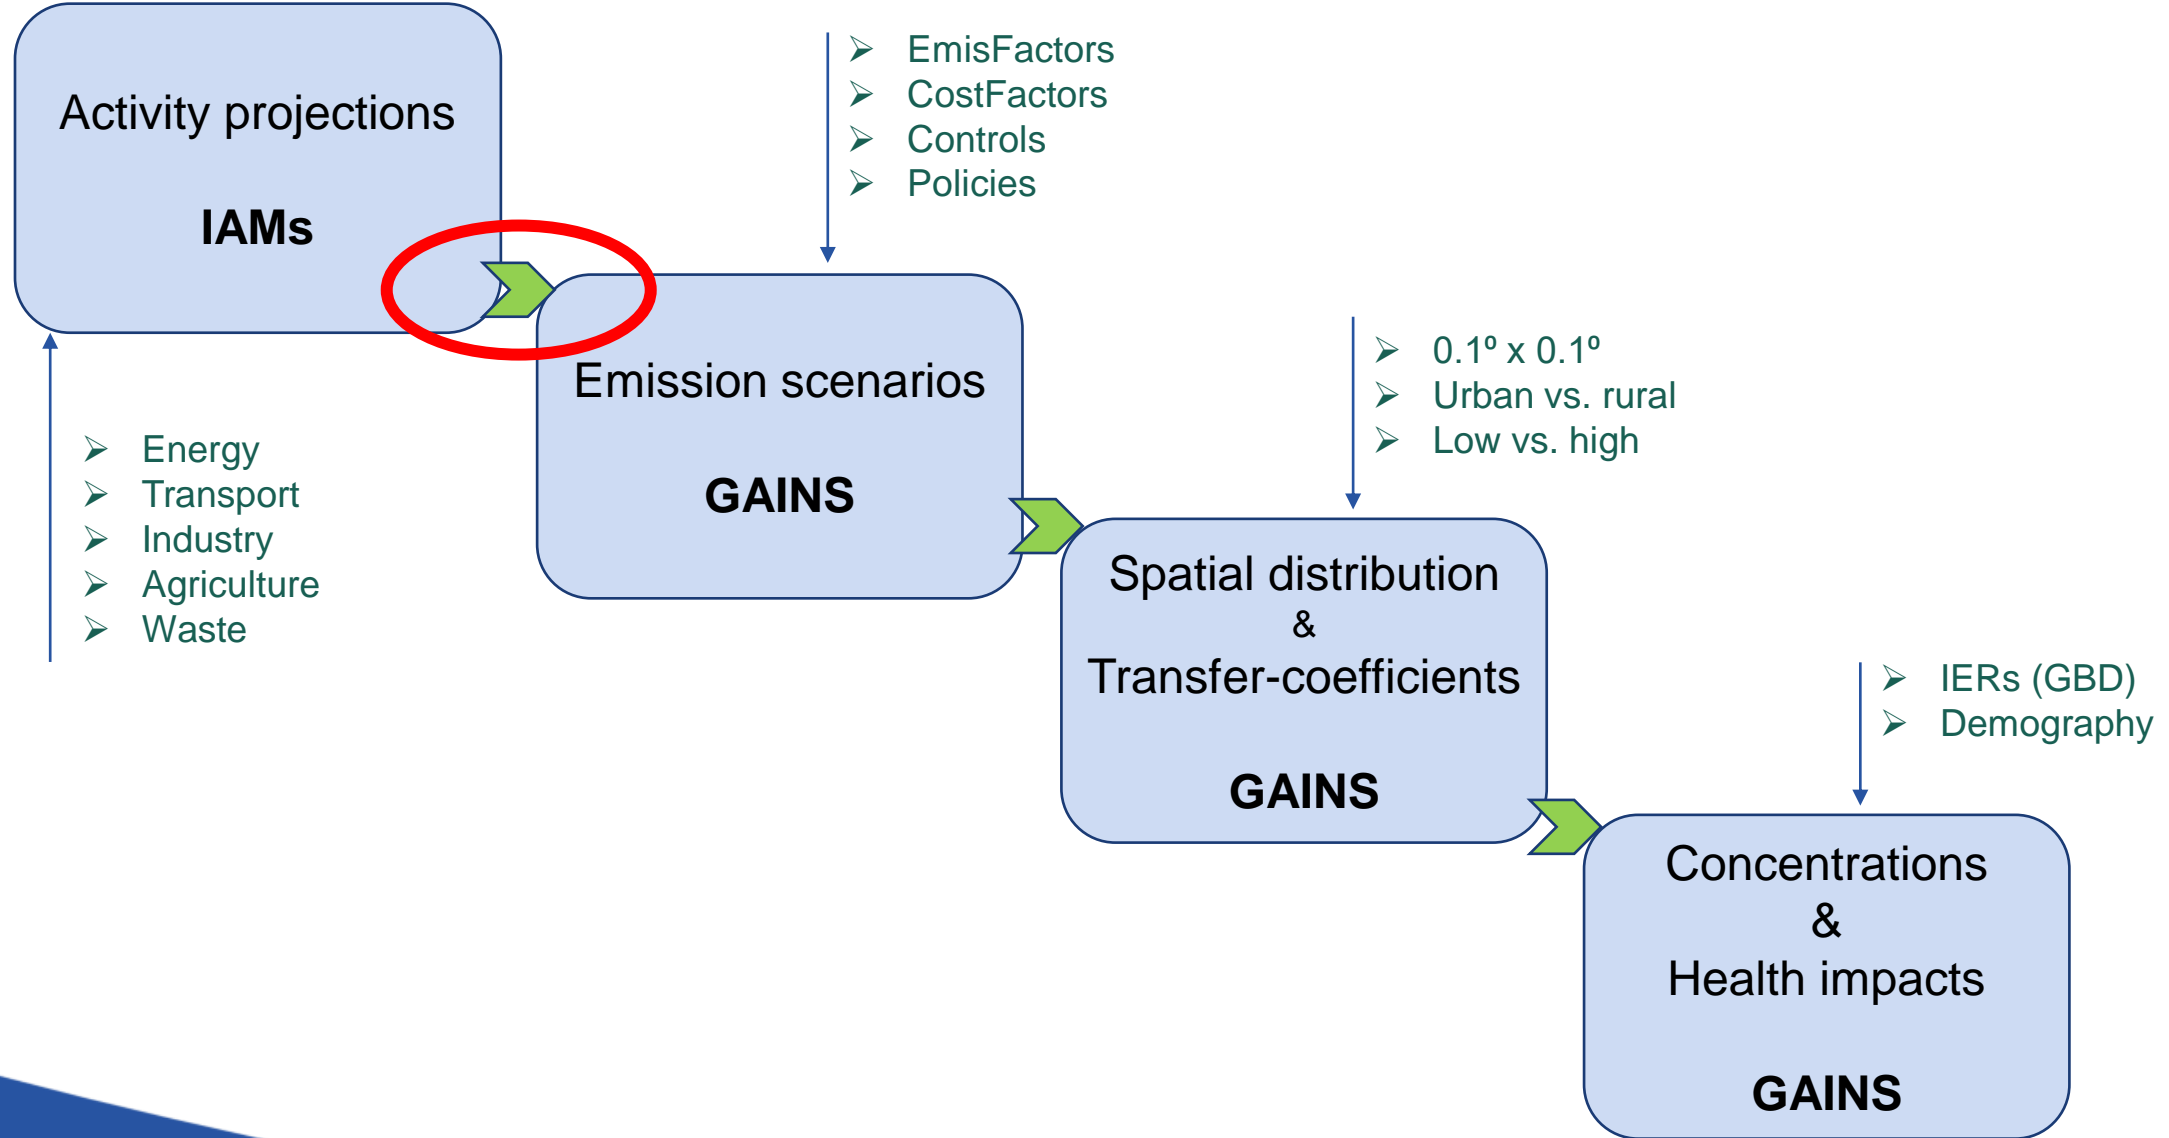 Activity projections
IAMs
EmisFactors
CostFactors
Controls
Policies
Energy
Transport
Industry
Agriculture
Waste
Emission scenarios
GAINS
0.1º x 0.1º
Urban vs. rural
Low vs. high
Spatial distribution
&
Transfer-coefficients
GAINS
IERs (GBD)
Demography
Concentrations
&
Health impacts
GAINS